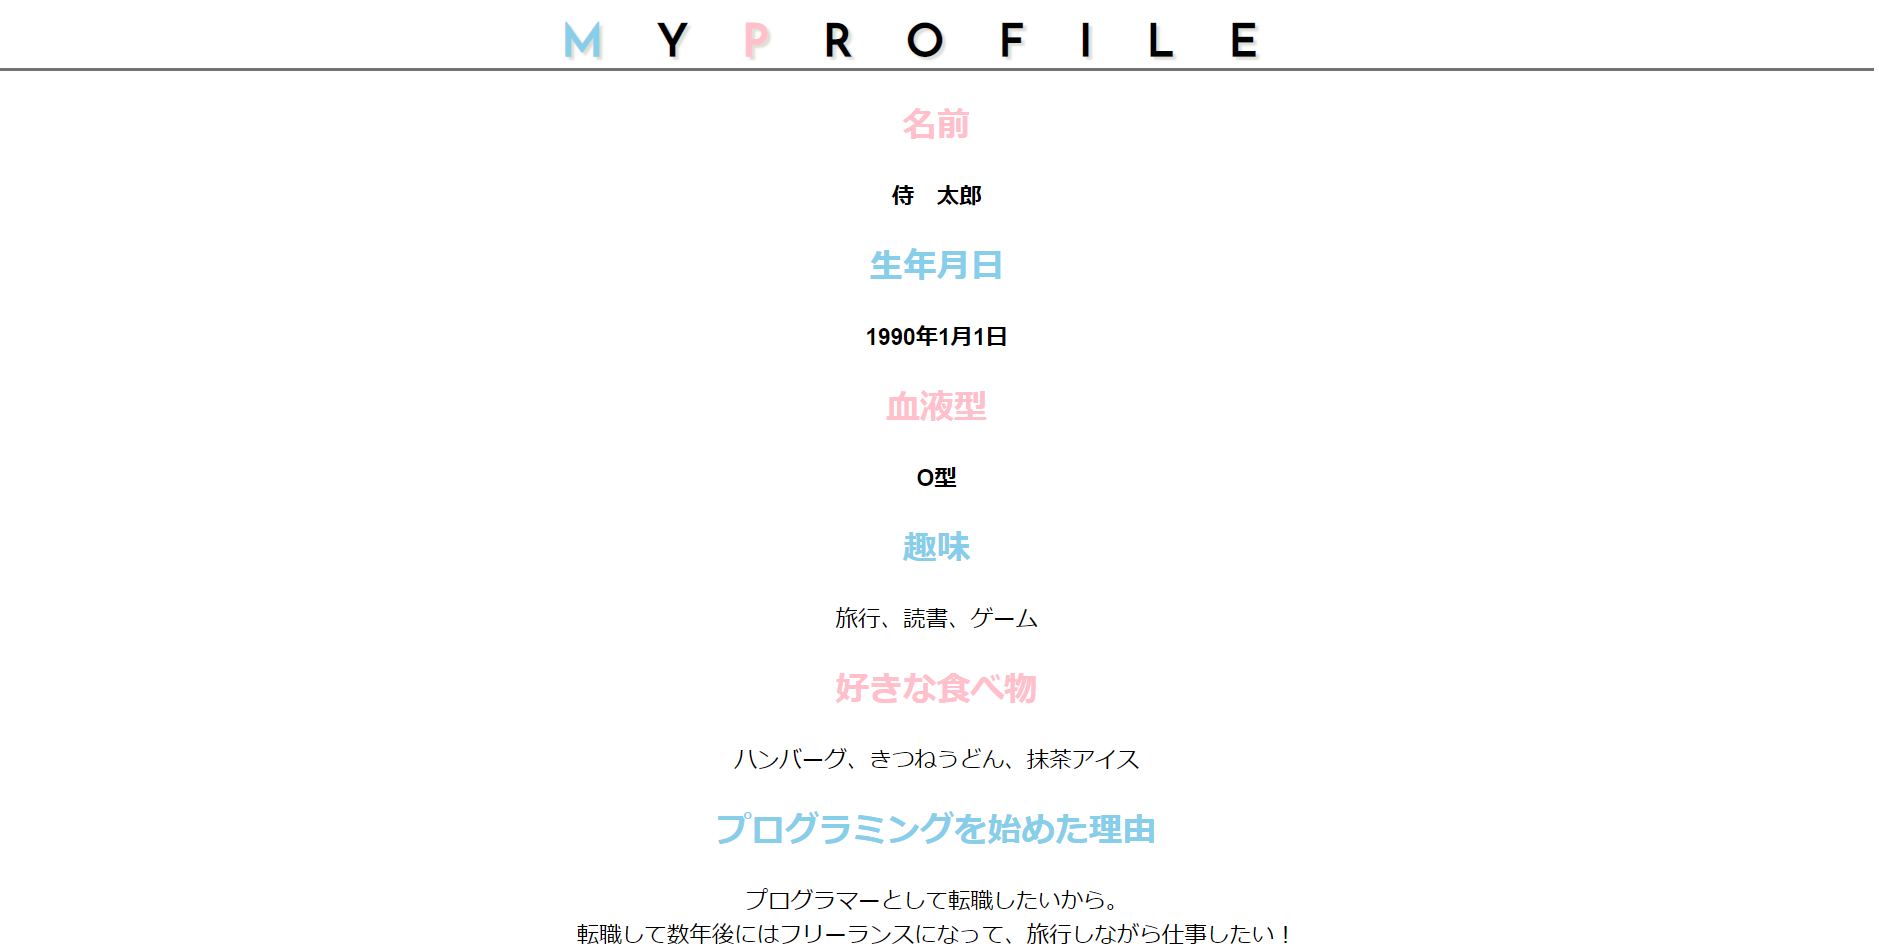 MYPROFILE
名前
侍　太郎
生年月日
1990年1月1日
血液型
O型
趣味
旅行、読書、ゲーム
好きな食べ物
ハンバーグ、きつねうどん、抹茶アイス
プログラミングを始めた理由
プログラマーとして転職したいから。
転職して数年後にはフリーランスになって、旅行しながら仕事したい！